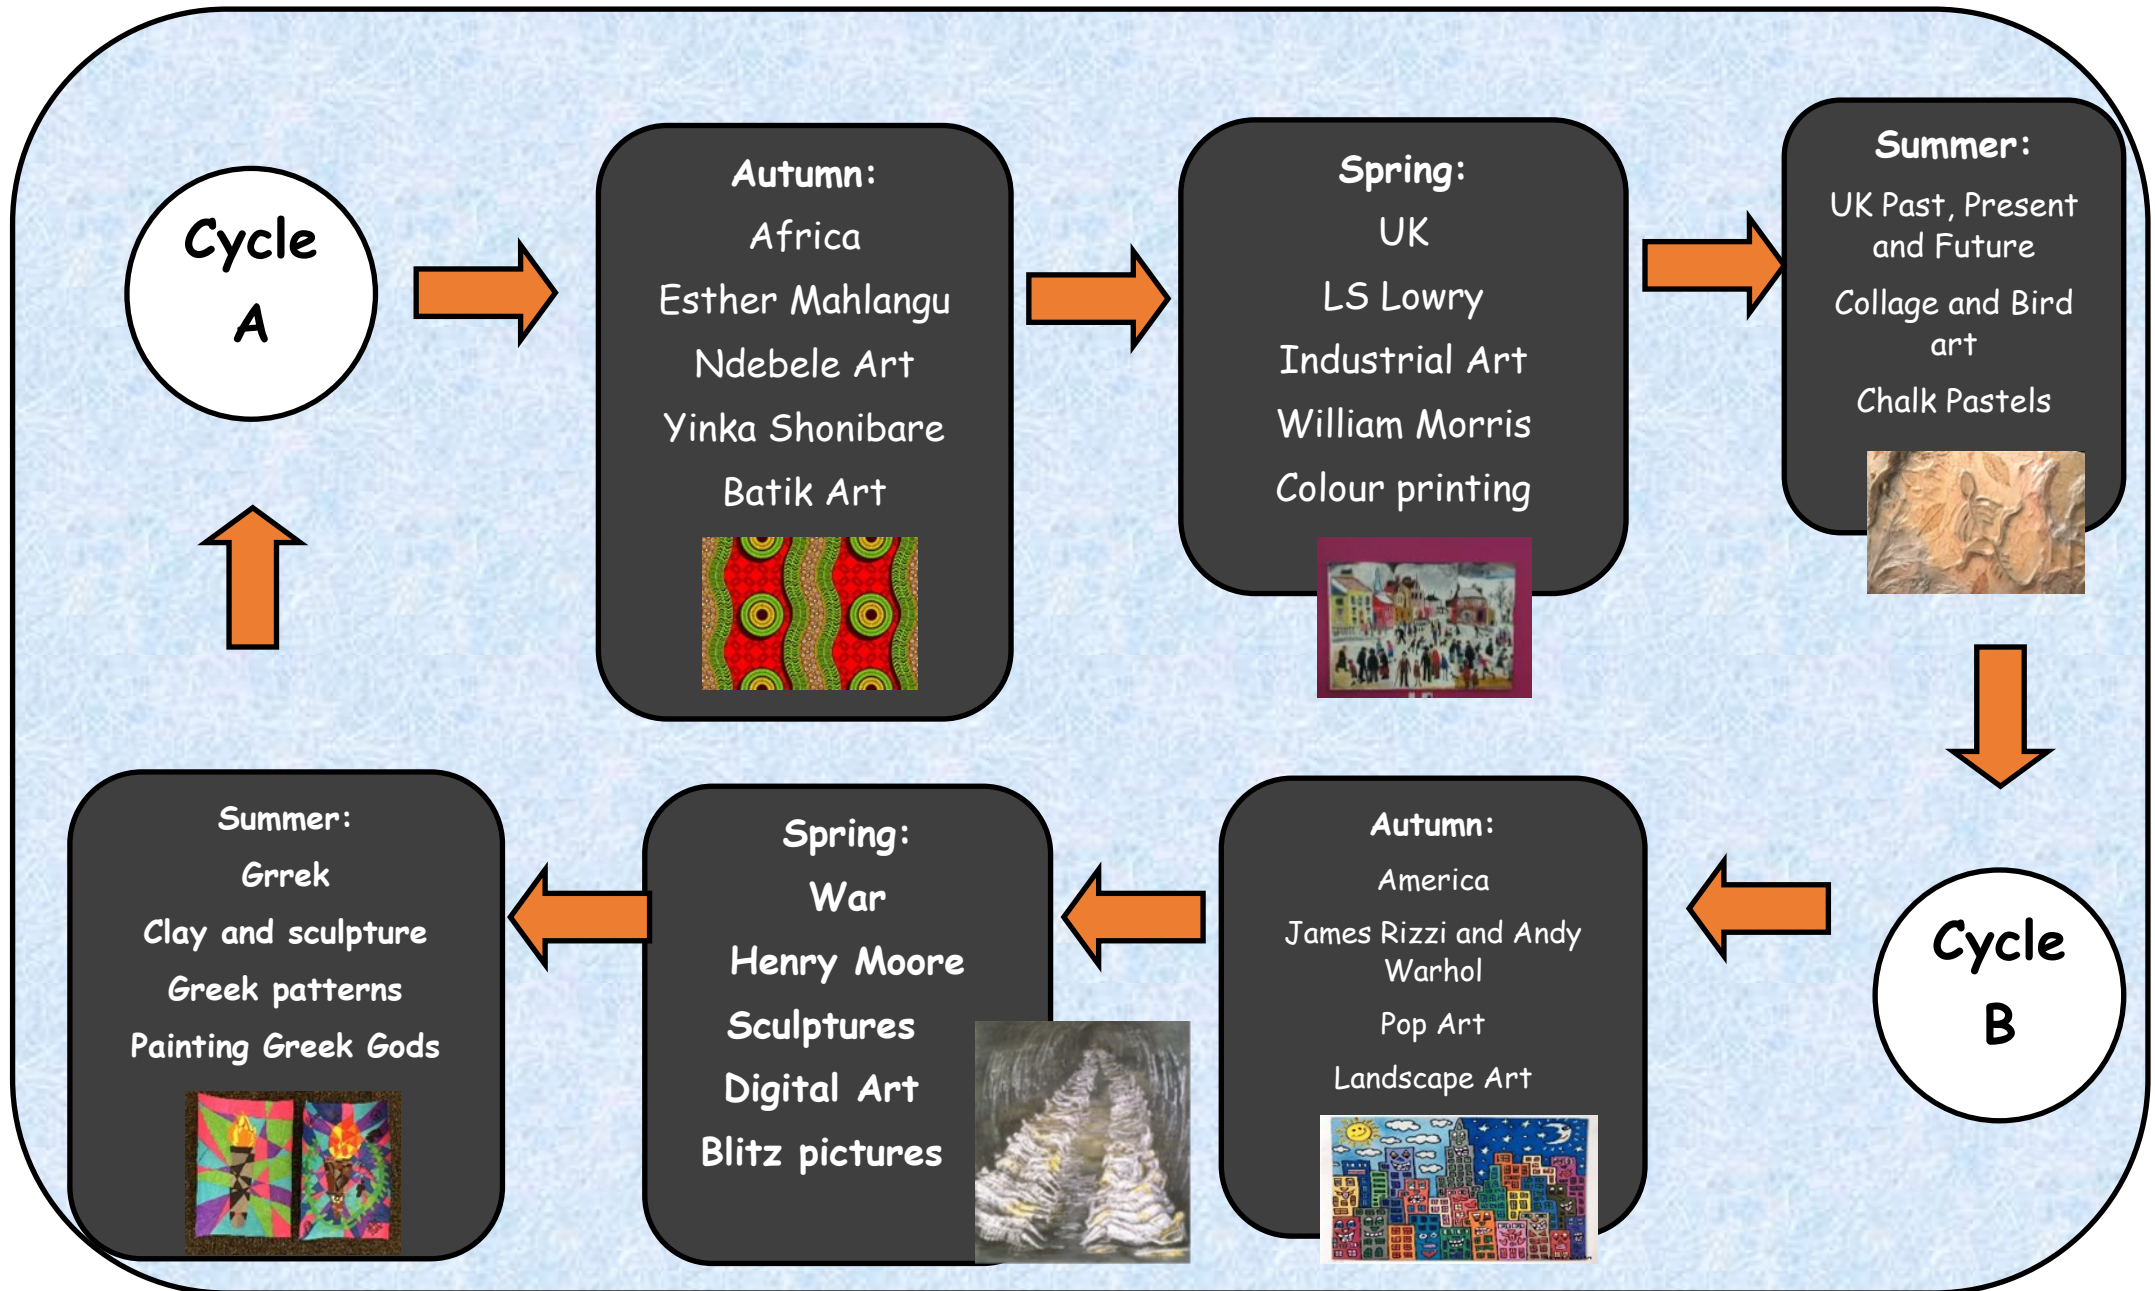 Cycle
A
Autumn:
Africa
Esther Mahlangu
Ndebele Art
Yinka Shonibare
Batik Art
Spring:
UK
LS Lowry
Industrial Art
William Morris
Colour printing
Summer:
UK Past, Present
and Future
Collage and Bird
art
Chalk Pastels
Cycle
B
Autumn:
America
James Rizzi and Andy
Warhol
Pop Art
Landscape Art
Spring:
War
Henry Moore
Sculptures
Digital Art
Blitz pictures
Summer:
Grrek
Clay and sculpture
Greek patterns
Painting Greek Gods